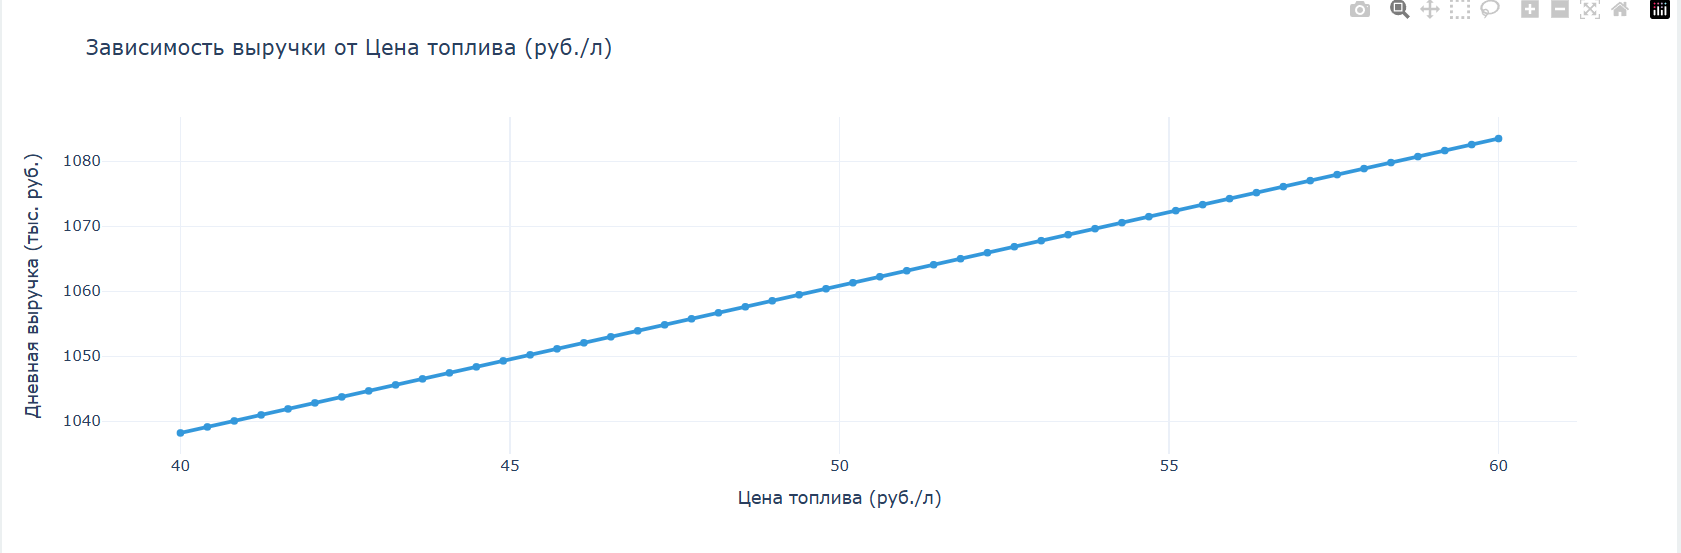 Зависимость выручки от Цена топлива (руб./л)
Дневная выручка (тыс. руб.)
1080
1070
1060
1050
1040
40 45 50 55 60
Цена топлива (руб./л)